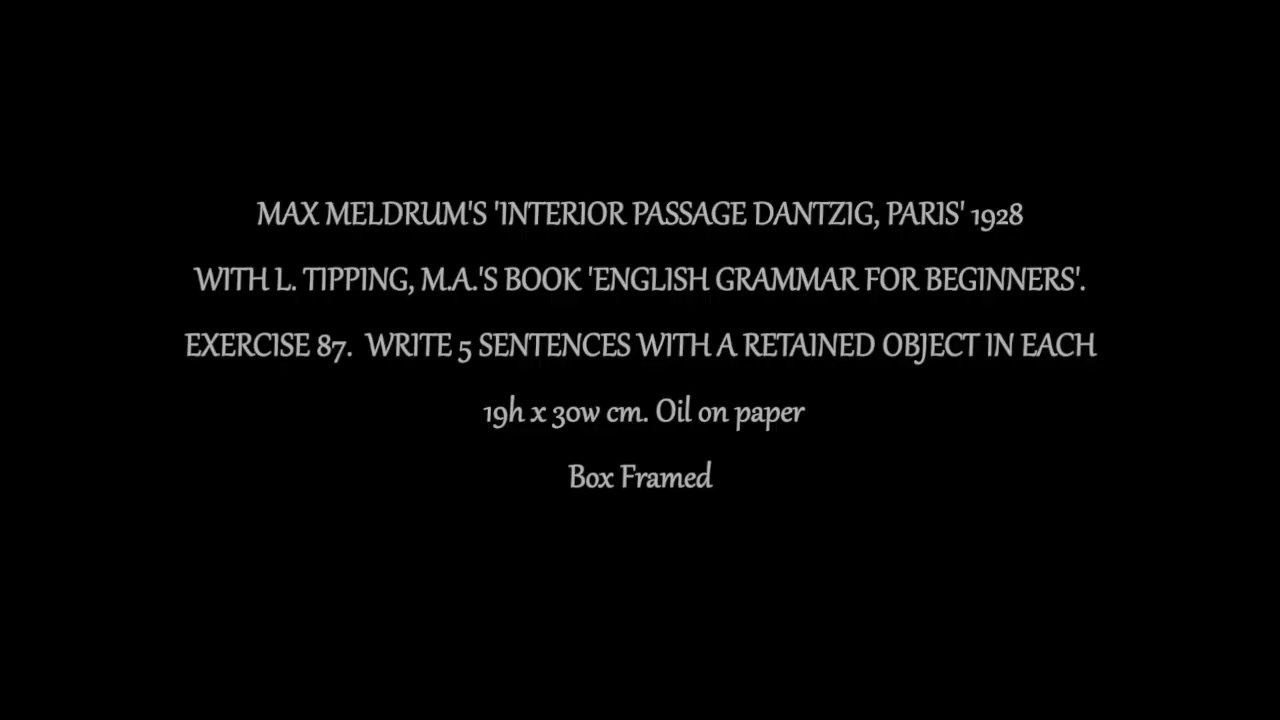 MAX MELDRUM'S 'INTERIOR PASSAGE DANTZIG, PARIS' 1928
WITH L. TIPPING, M.A.'S BOOK 'ENGLISH GRAMMAR FOR BEGINNERS'.
EXERCISE 87.  WRITE 5 SENTENCES WITH A RETAINED OBJECT IN EACH
19h x 30w cm. Oil on paper
Box Framed